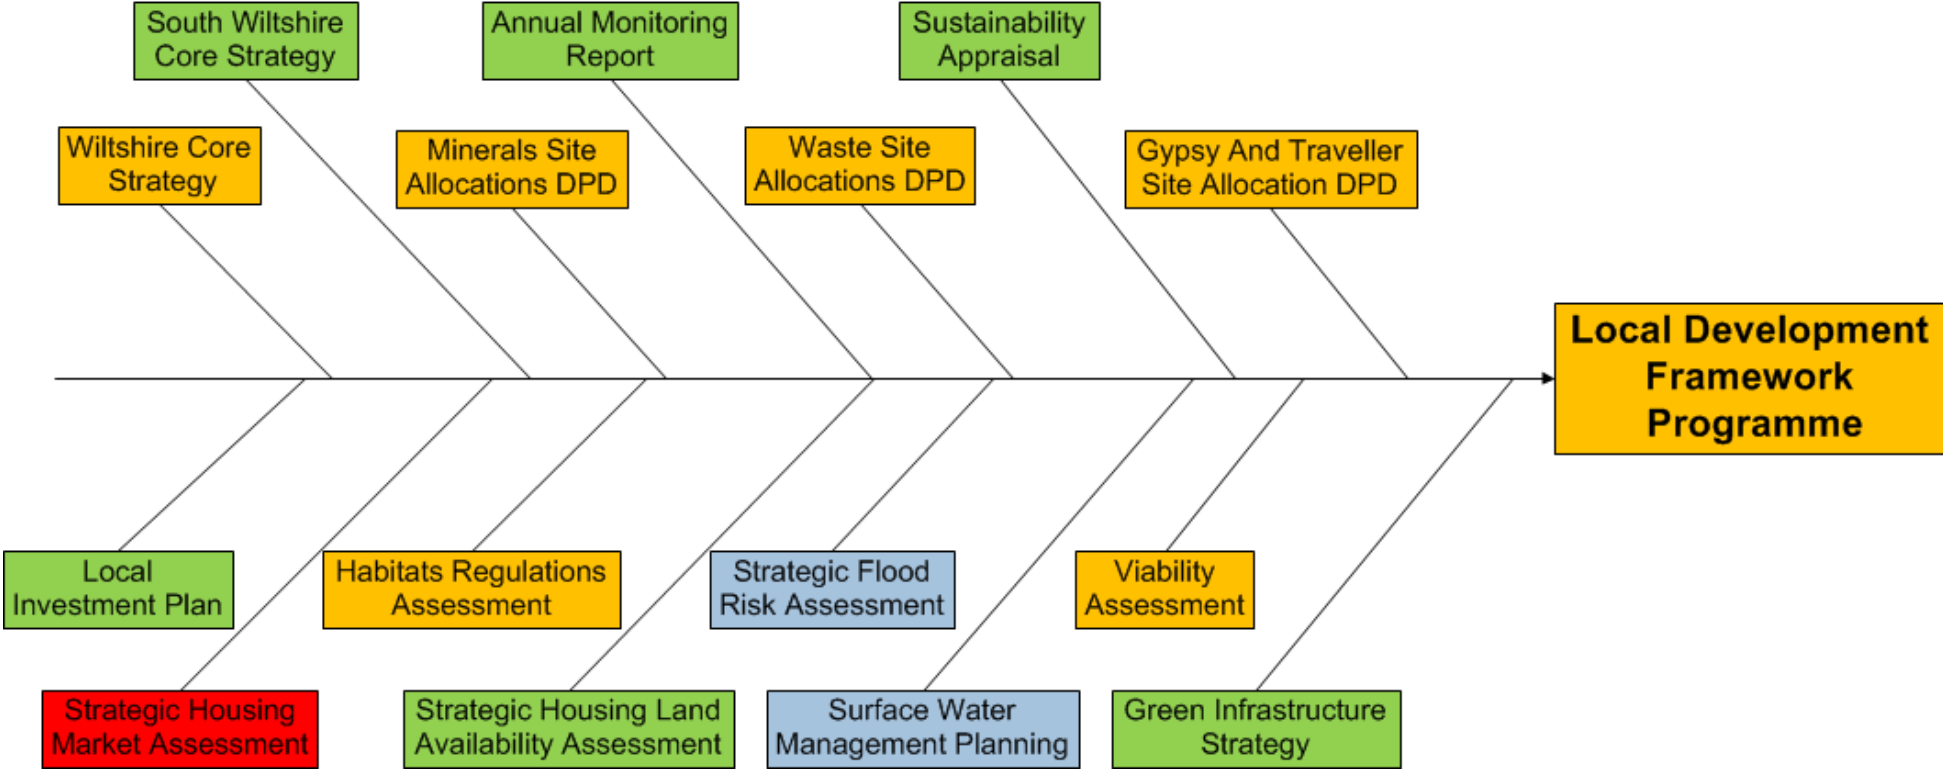 South Wiltshire
Core Strategy
Annual Monitoring
Report
Sustainability
Appraisal
Wiltshire Core
Strategy
Minerals Site
Allocations DPD
Waste Site
Allocations DPD
Gypsy And Traveller
Site Allocation DPD
Local Development
Framework
Programme
Local
Investment Plan
Habitats Regulations
Assessment
Strategic Flood
Risk Assessment
Viability
Assessment
Strategic Housing
Market Assessment
Strategic Housing Land
Availability Assessment
Surface Water
Management Planning
Green Infrastructure
Strategy